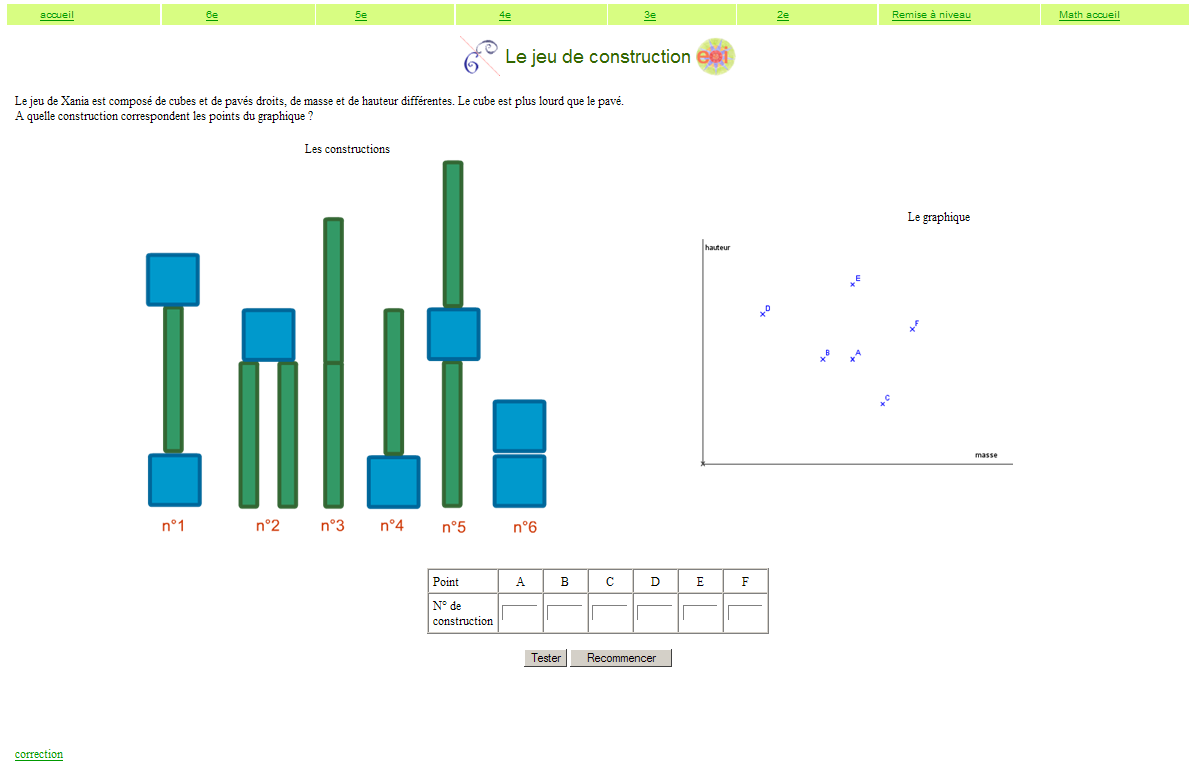 accueil 6e 5e 4e 3e 2e Remise à niveau Math accueil
6 Le jeu de construction eoi
Le jeu de Xania est composé de cubes et de pavés droits, de masse et de hauteur différentes. Le cube est plus lourd que le pavé.
A quelle construction correspondent les points du graphique ?
Les constructions
n°1 n°2 n°3 n°4 n°5 n°6
Le graphique
hauteur
E
D
F
B A
C
masse
Point A B C D E F
N° de
construction
Tester Recommencer
correction